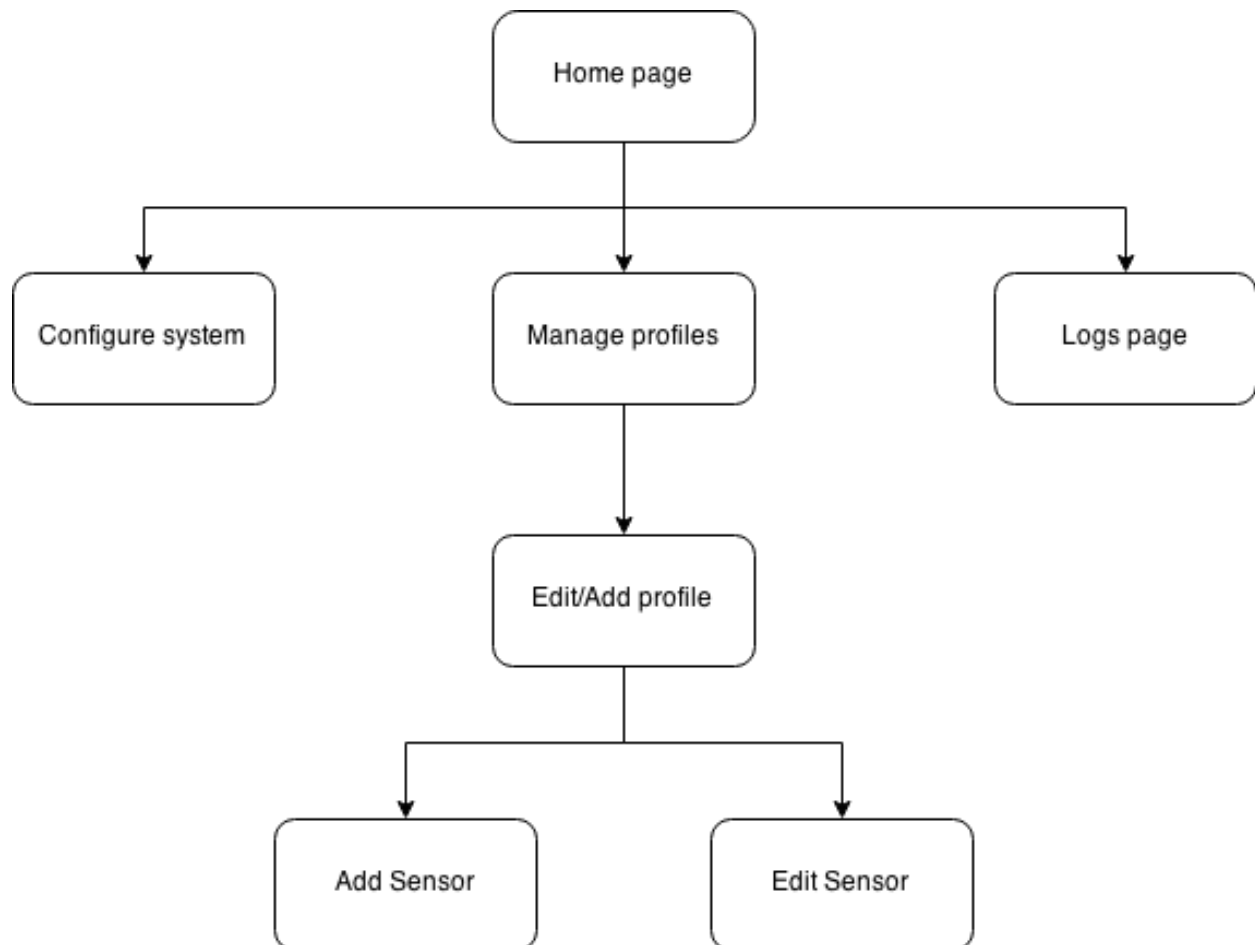 Home page
Configure system
Manage profiles
Logs page
Edit/Add profile
Add Sensor
Edit Sensor